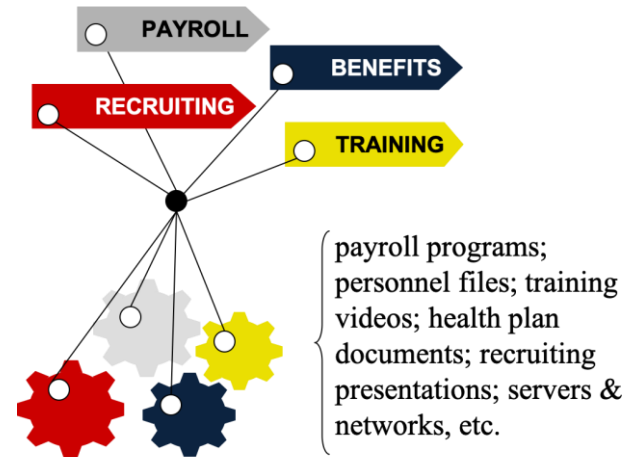 PAYROLL
BENEFITS
RECRUITING
TRAINING
payroll programs;
personnel files; training
videos; health plan
documents; recruiting
presentations; servers &
networks, etc.